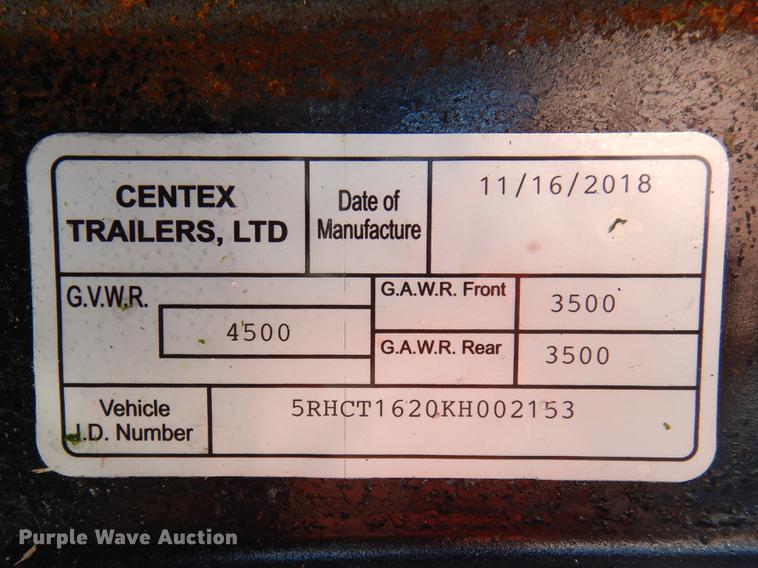 CENTEX
TRAILERS, LTD
Date of
Manufacture
11/16/2018
G.V.W.R.
4500
G.A.W.R. Front
3500
G.A.W.R. Rear
3500
Vehicle
I.D. Number
5RHCT1620KH002153
Purple Wave Auction